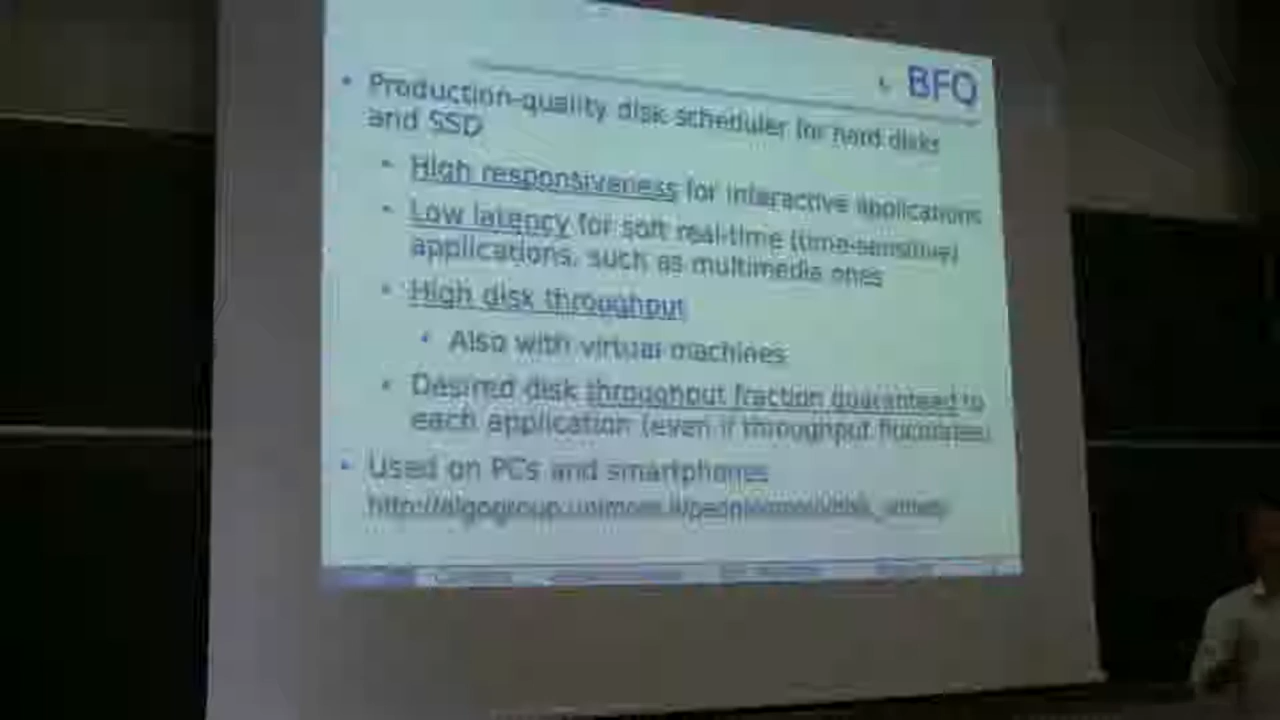 BFQ
• Production-quality disk scheduler for hard disks
and SSD
• High responsiveness for interactive applications
• Low latency for soft real-time (time-sensitive)
applications, such as multimedia ones
• High disk throughput
• Also with virtual machines
• Desired disk throughput fraction guaranteed to
each application (even if throughput fluctuates)
• Used on PCs and smartphones